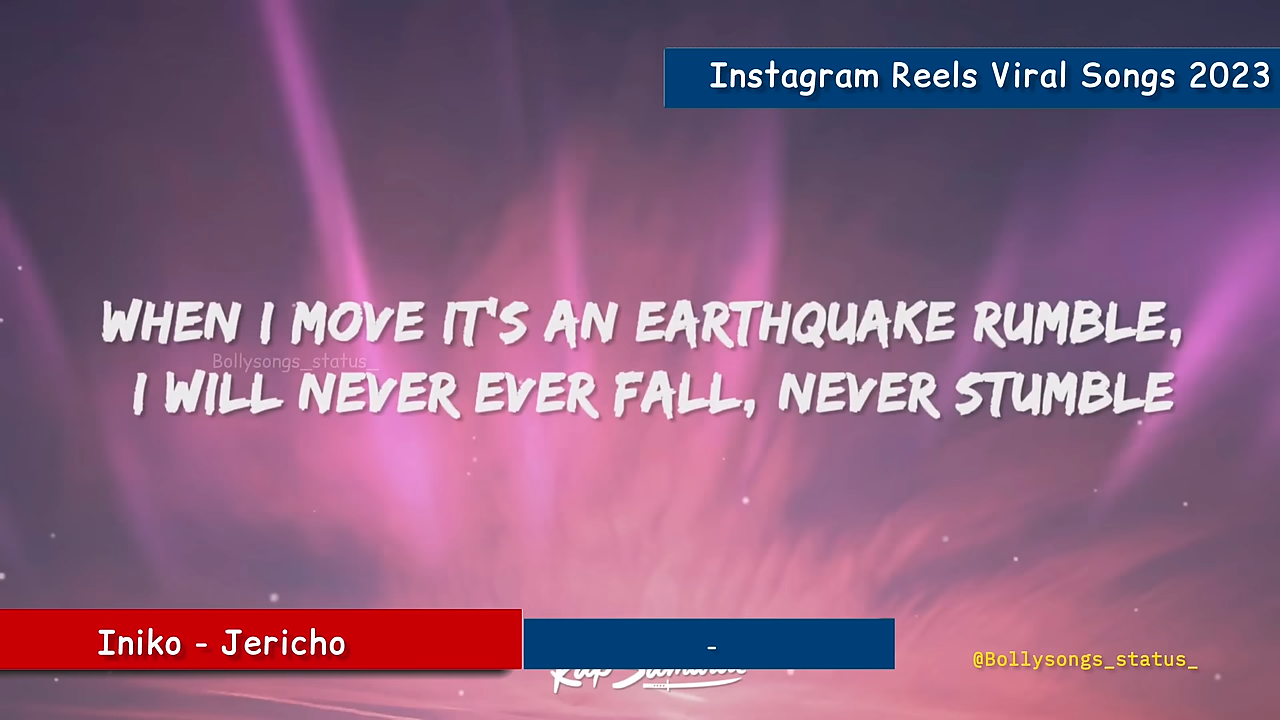 Instagram Reels Viral Songs 2023
WHEN I MOVE IT'S AN EARTHQUAKE RUMBLE,
Bollysongs_status_
I WILL NEVER EVER FALL, NEVER STUMBLE
Iniko - Jericho
-
@Bollysongs_status_